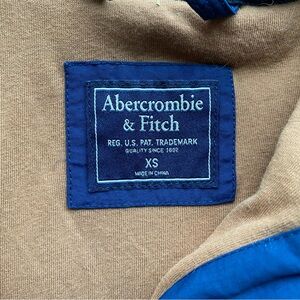 Abercrombie
& Fitch
REG. U.S. PAT. TRADEMARK
QUALITY SINCE 1892
XS
MADE IN CHINA